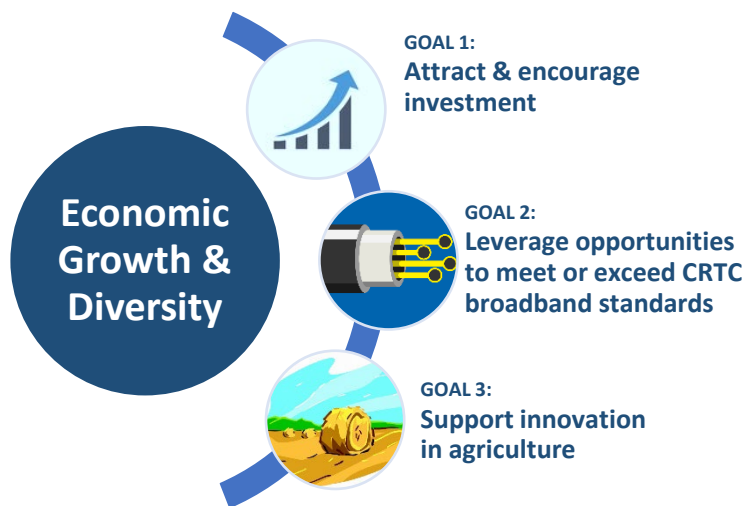 Economic
Growth &
Diversity
GOAL 1:
Attract & encourage
investment
GOAL 2:
Leverage opportunities
to meet or exceed CRTC
broadband standards
GOAL 3:
Support innovation
in agriculture